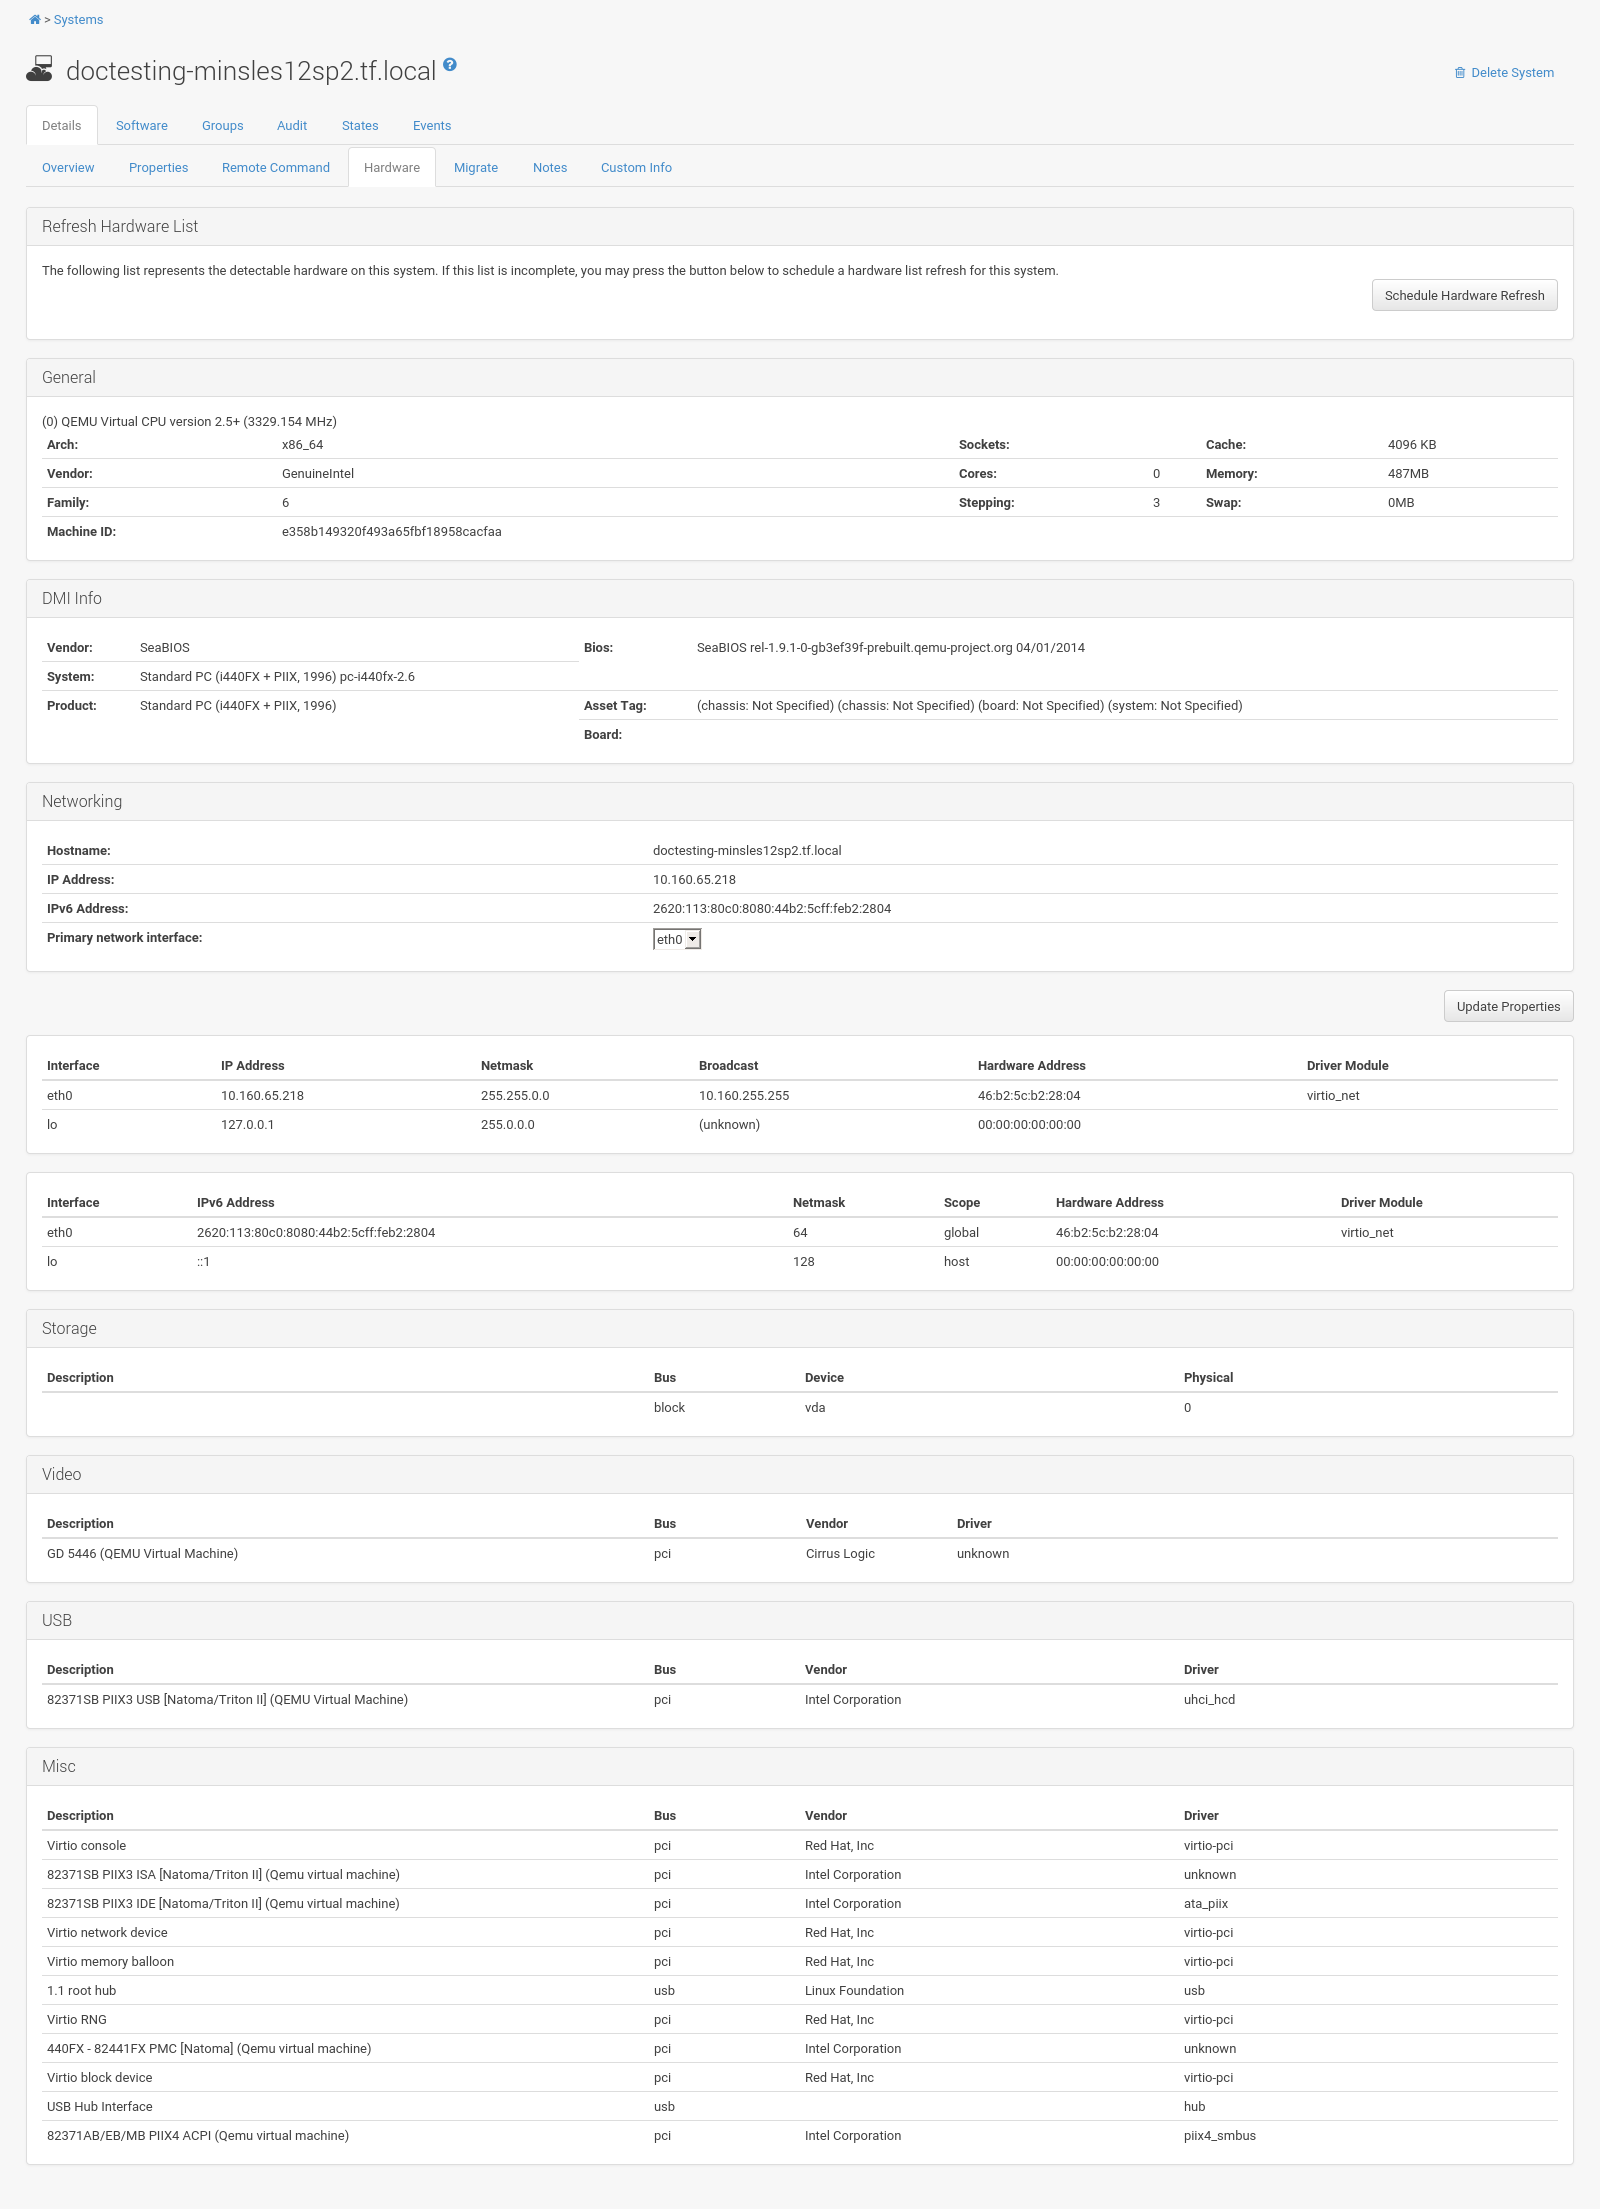 > Systems
doctesting-minsles12sp2.tf.local
Delete System
Details Software Groups Audit States Events
Overview Properties Remote Command Hardware Migrate Notes Custom Info
Refresh Hardware List
The following list represents the detectable hardware on this system. If this list is incomplete, you may press the button below to schedule a hardware list refresh for this system.
Schedule Hardware Refresh
General
(0) QEMU Virtual CPU version 2.5+ (3329.154 MHz)
Arch: x86_64 Sockets: Cache: 4096 KB
Vendor: GenuineIntel Cores: 0 Memory: 487MB
Family: 6 Stepping: 3 Swap: 0MB
Machine ID: e358b149320f493a65fbf18958cacfaa
DMI Info
Vendor: SeaBIOS Bios: SeaBIOS rel-1.9.1-0-gb3ef39f-prebuilt.qemu-project.org 04/01/2014
System: Standard PC (i440FX + PIIX, 1996) pc-i440fx-2.6
Product: Standard PC (i440FX + PIIX, 1996) Asset Tag: (chassis: Not Specified) (chassis: Not Specified) (board: Not Specified) (system: Not Specified)
Board:
Networking
Hostname: doctesting-minsles12sp2.tf.local
IP Address: 10.160.65.218
IPv6 Address: 2620:113:80c0:8080:44b2:5cff:feb2:2804
Primary network interface: eth0
Update Properties
Interface IP Address Netmask Broadcast Hardware Address Driver Module
eth0 10.160.65.218 255.255.0.0 10.160.255.255 46:b2:5c:b2:28:04 virtio_net
lo 127.0.0.1 255.0.0.0 (unknown) 00:00:00:00:00:00
Interface IPv6 Address Netmask Scope Hardware Address Driver Module
eth0 2620:113:80c0:8080:44b2:5cff:feb2:2804 64 global 46:b2:5c:b2:28:04 virtio_net
lo ::1 128 host 00:00:00:00:00:00
Storage
Description Bus Device Physical
block vda 0
Video
Description Bus Vendor Driver
GD 5446 (QEMU Virtual Machine) pci Cirrus Logic unknown
USB
Description Bus Vendor Driver
82371SB PIIX3 USB [Natoma/Triton II] (QEMU Virtual Machine) pci Intel Corporation uhci_hcd
Misc
Description Bus Vendor Driver
Virtio console pci Red Hat, Inc virtio-pci
82371SB PIIX3 ISA [Natoma/Triton II] (Qemu virtual machine) pci Intel Corporation unknown
82371SB PIIX3 IDE [Natoma/Triton II] (Qemu virtual machine) pci Intel Corporation ata_piix
Virtio network device pci Red Hat, Inc virtio-pci
Virtio memory balloon pci Red Hat, Inc virtio-pci
1.1 root hub usb Linux Foundation usb
Virtio RNG pci Red Hat, Inc virtio-pci
440FX - 82441FX PMC [Natoma] (Qemu virtual machine) pci Intel Corporation unknown
Virtio block device pci Red Hat, Inc virtio-pci
USB Hub Interface usb hub
82371AB/EB/MB PIIX4 ACPI (Qemu virtual machine) pci Intel Corporation piix4_smbus